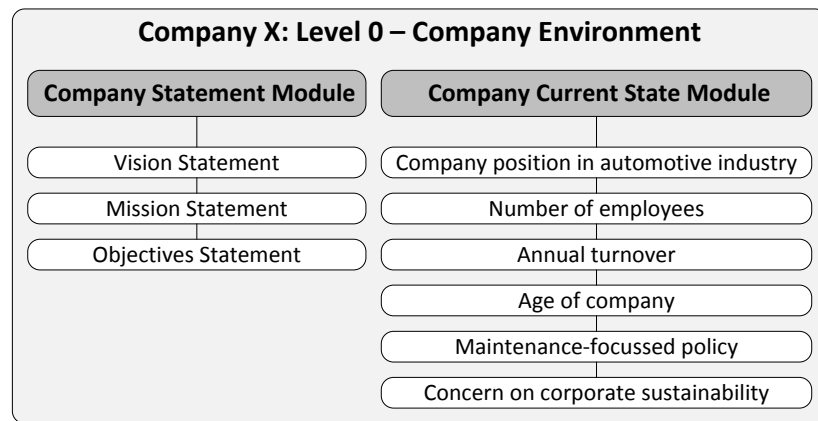 Company X: Level 0 – Company Environment
Company Statement Module
Vision Statement
Mission Statement
Objectives Statement
Company Current State Module
Company position in automotive industry
Number of employees
Annual turnover
Age of company
Maintenance-focussed policy
Concern on corporate sustainability